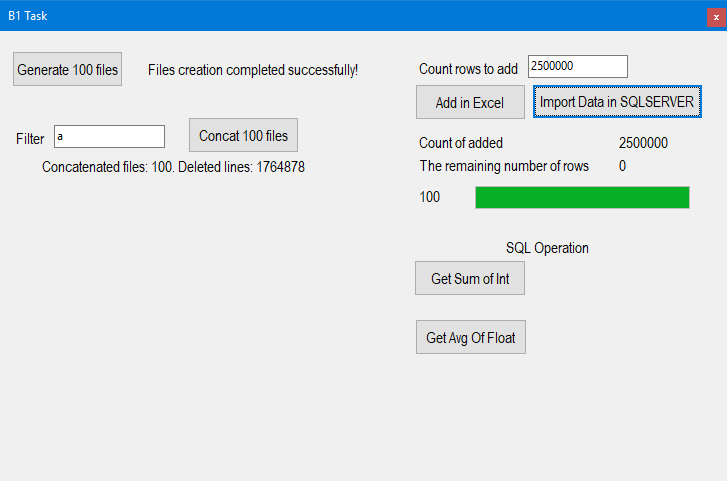 B1 Task
x
Generate 100 files
Files creation completed successfully!
Filter
a
Concat 100 files
Concatenated files: 100. Deleted lines: 1764878
Count rows to add
2500000
Add in Excel
Import Data in SQLSERVER
Count of added
2500000
The remaining number of rows
0
100
SQL Operation
Get Sum of Int
Get Avg Of Float